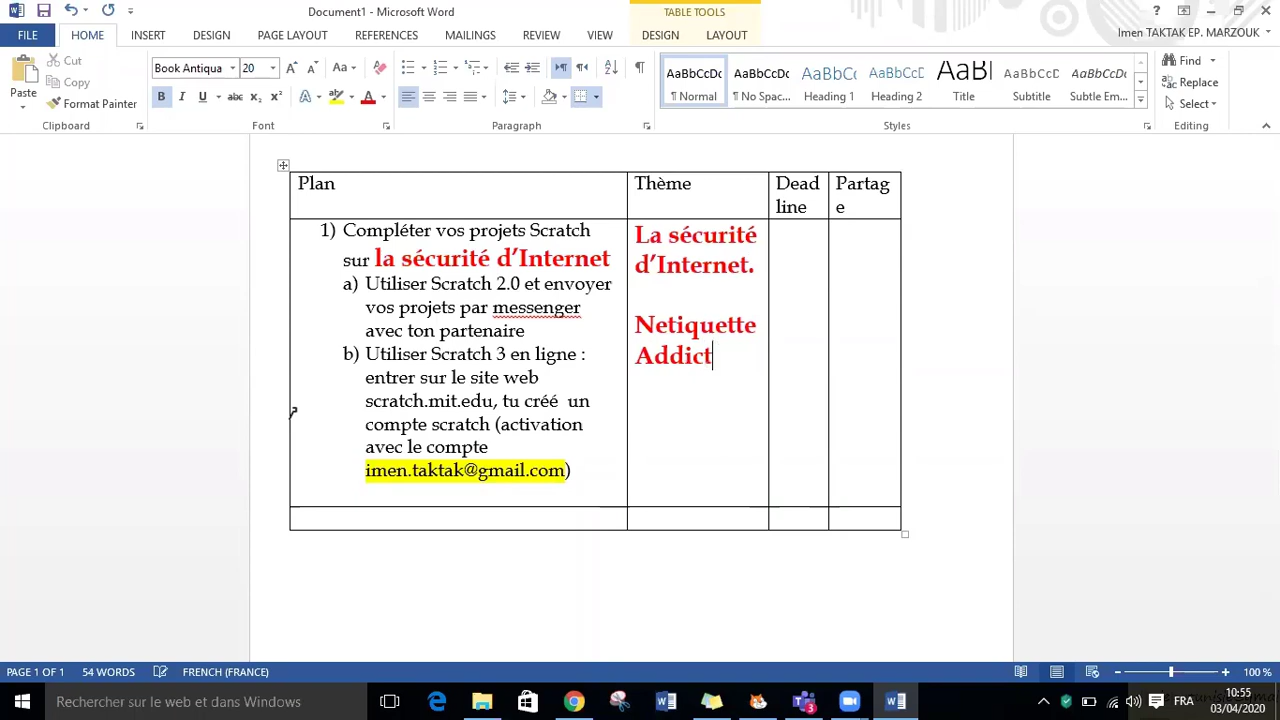 Document1 - Microsoft Word
TABLE TOOLS
FILE HOME INSERT DESIGN PAGE LAYOUT REFERENCES MAILINGS REVIEW VIEW DESIGN LAYOUT
Imen TAKTAK EP. MARZOUK
Paste
Cut
Copy
Format Painter
Clipboard
Book Antiqua 20
Font
Paragraph
AaBbCcDc AaBbCcDc AaBbCc AaBbCc AaBl AaBbCcDc AaBbCcDc
¶ Normal ¶ No Spac... Heading 1 Heading 2 Title Subtitle Subtle Em...
Styles
Find
Replace
Select
Editing
Plan
Thème
Dead
line
Partag
e
1) Compléter vos projets Scratch
sur la sécurité d’Internet
a) Utiliser Scratch 2.0 et envoyer
vos projets par messenger
avec ton partenaire
b) Utiliser Scratch 3 en ligne :
entrer sur le site web
scratch.mit.edu, tu créé un
compte scratch (activation
avec le compte
imen.taktak@gmail.com)
La sécurité
d’Internet.
Netiquette
Addict
PAGE 1 OF 1 54 WORDS FRENCH (FRANCE) 100 %
Rechercher sur le web et dans Windows
FRA
10:55
03/04/2020